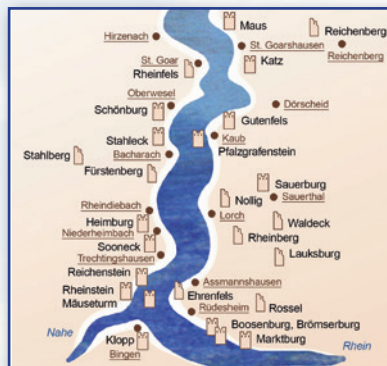 Maus
Reichenberg
Hirzenach
St. Goarshausen
Reichenberg
St. Goar
Rheinfels
Katz
Oberwesel
Schönburg
Dörscheid
Gutenfels
Stahleck
Kaub
Pfalzgrafenstein
Stahlberg
Bacharach
Fürstenberg
Sauerburg
Sauerthal
Nollig
Rheindiebach
Lorch
Waldeck
Heimburg
Niederheimbach
Rheinberg
Sooneck
Trechtingshausen
Lauksburg
Reichenstein
Assmannshausen
Rheinstein
Ehrenfels
Mäuseturm
Rossel
Rüdesheim
Boosenburg, Brömserburg
Nahe
Klopp
Marktburg
Bingen
Rhein